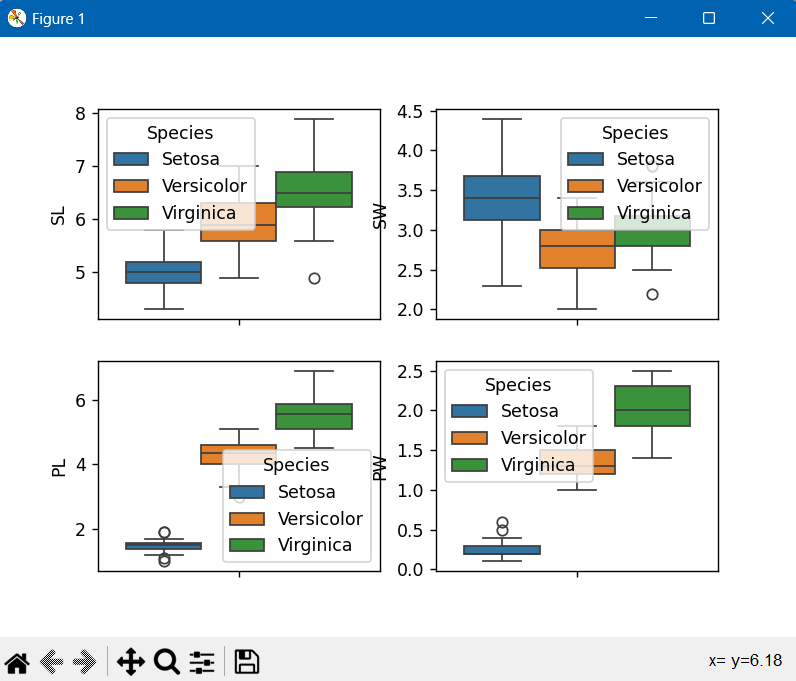 Figure 1
8
7
6
5
SL
Species
Setosa
Versicolor
Virginica
4.5
4.0
3.5
3.0
2.5
2.0
SW
Species
Setosa
Versicolor
Virginica
6
4
2
PL
Species
Setosa
Versicolor
Virginica
2.5
2.0
1.5
1.0
0.5
0.0
PW
Species
Setosa
Versicolor
Virginica
x= y=6.18